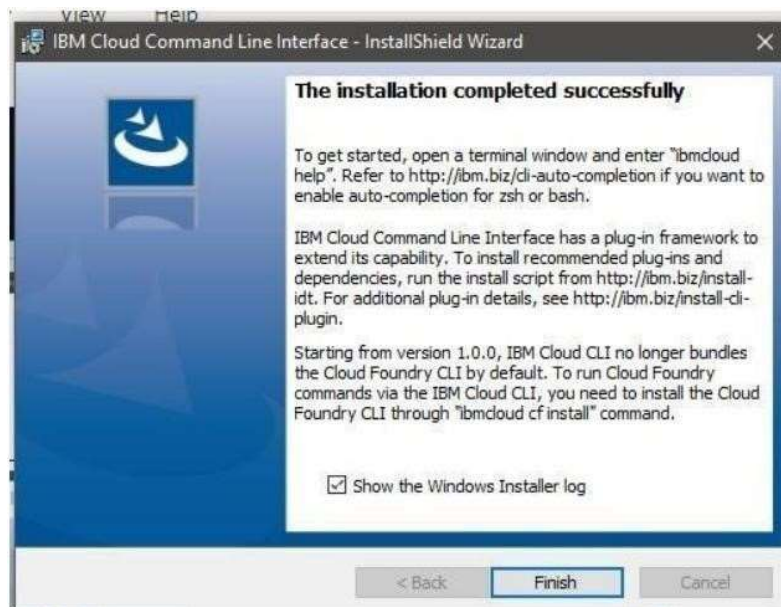 View Help
IBM Cloud Command Line Interface - InstallShield Wizard
The installation completed successfully
To get started, open a terminal window and enter "ibmcloud
help". Refer to http://ibm.biz/cli-auto-completion if you want to
enable auto-completion for zsh or bash.
IBM Cloud Command Line Interface has a plug-in framework to
extend its capability. To install recommended plug-ins and
dependencies, run the install script from http://ibm.biz/install-
idt. For additional plug-in details, see http://ibm.biz/install-cli-
plugin.
Starting from version 1.0.0, IBM Cloud CLI no longer bundles
the Cloud Foundry CLI by default. To run Cloud Foundry
commands via the IBM Cloud CLI, you need to install the Cloud
Foundry CLI through "ibmcloud cf install" command.
Show the Windows Installer log
< Back Finish Cancel